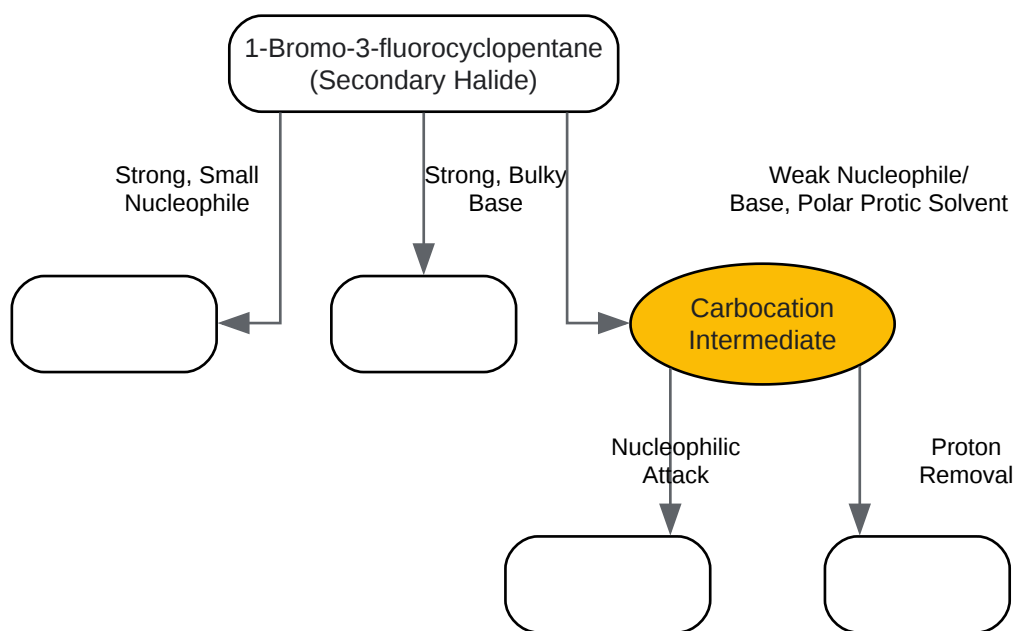 1-Bromo-3-fluorocyclopentane
(Secondary Halide)
Strong, Small
Nucleophile
Strong, Bulky
Base
Weak Nucleophile/
Base, Polar Protic Solvent
Carbocation
Intermediate
Nucleophilic
Attack
Proton
Removal